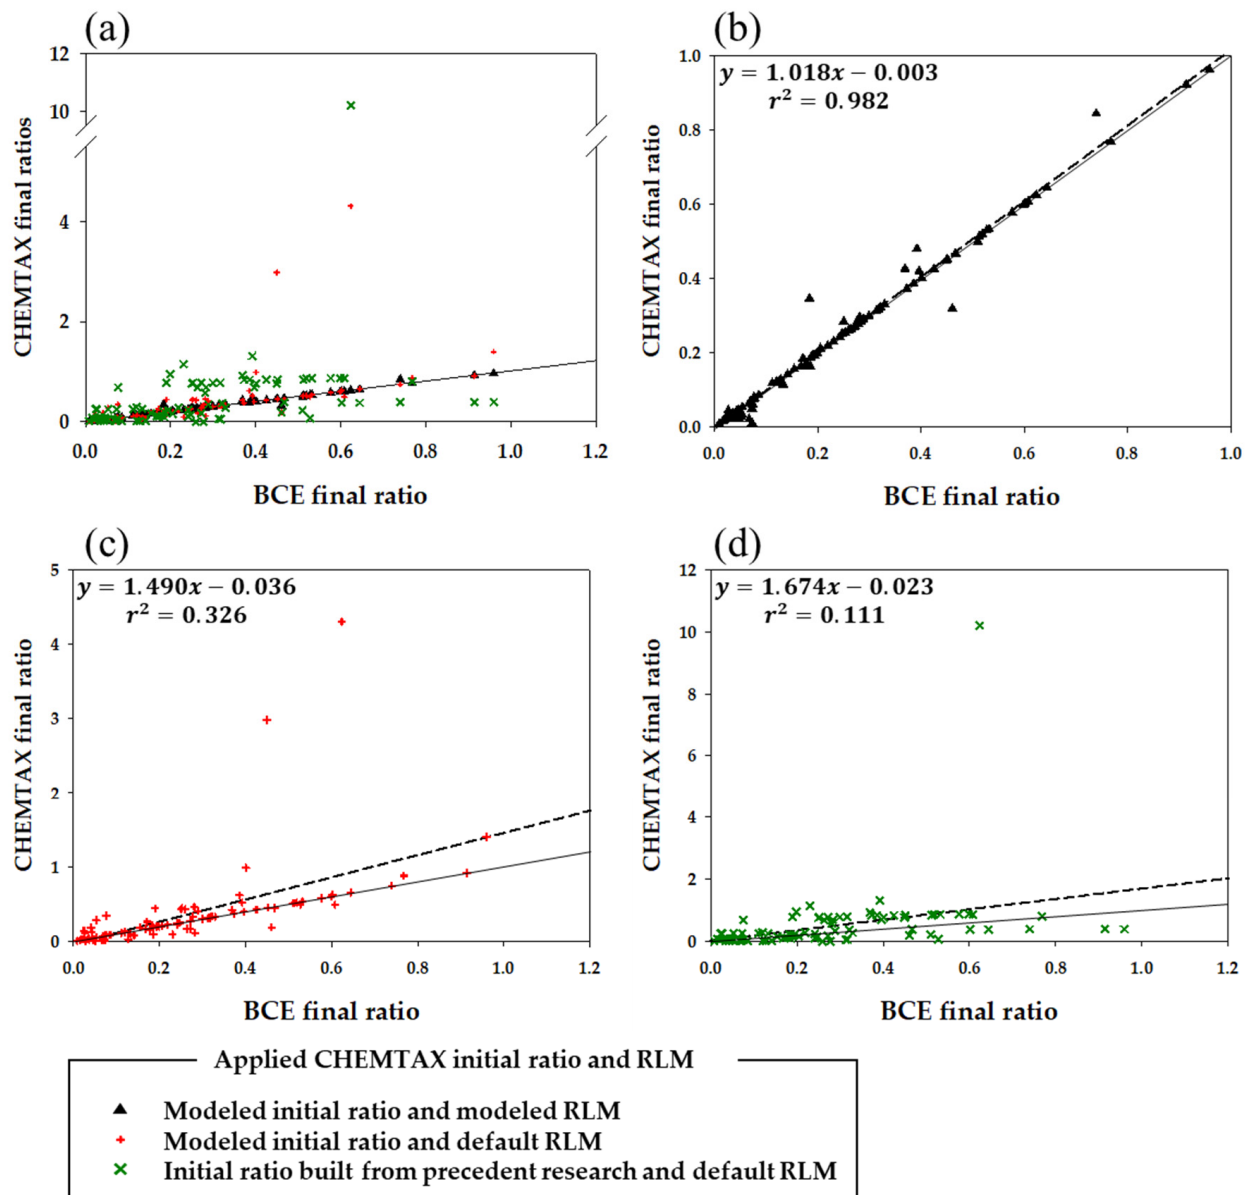 (a)
12
10
4
2
0
0.0 0.2 0.4 0.6 0.8 1.0 1.2
CHEMTAX final ratios
BCE final ratio
(b)
y = 1.018x − 0.003
r² = 0.982
1.0
0.8
0.6
0.4
0.2
0.0
0.0 0.2 0.4 0.6 0.8 1.0
CHEMTAX final ratio
BCE final ratio
(c)
y = 1.490x − 0.036
r² = 0.326
5
4
3
2
1
0
0.0 0.2 0.4 0.6 0.8 1.0 1.2
CHEMTAX final ratio
BCE final ratio
(d)
y = 1.674x − 0.023
r² = 0.111
12
10
8
6
4
2
0
0.0 0.2 0.4 0.6 0.8 1.0 1.2
CHEMTAX final ratio
BCE final ratio
Applied CHEMTAX initial ratio and RLM
Modeled initial ratio and modeled RLM
Modeled initial ratio and default RLM
Initial ratio built from precedent research and default RLM